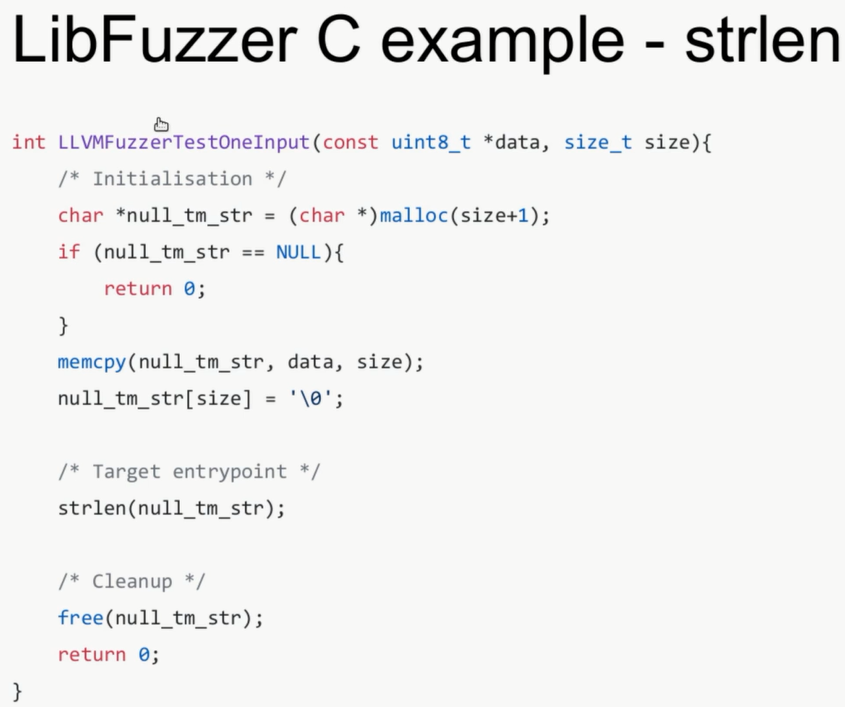 LibFuzzer C example - strlen
int LLVMFuzzerTestOneInput(const uint8_t *data, size_t size){
    /* Initialisation */
    char *null_tm_str = (char *)malloc(size+1);
    if (null_tm_str == NULL){
        return 0;
    }
    memcpy(null_tm_str, data, size);
    null_tm_str[size] = '\0';
    /* Target entrypoint */
    strlen(null_tm_str);
    /* Cleanup */
    free(null_tm_str);
    return 0;
}